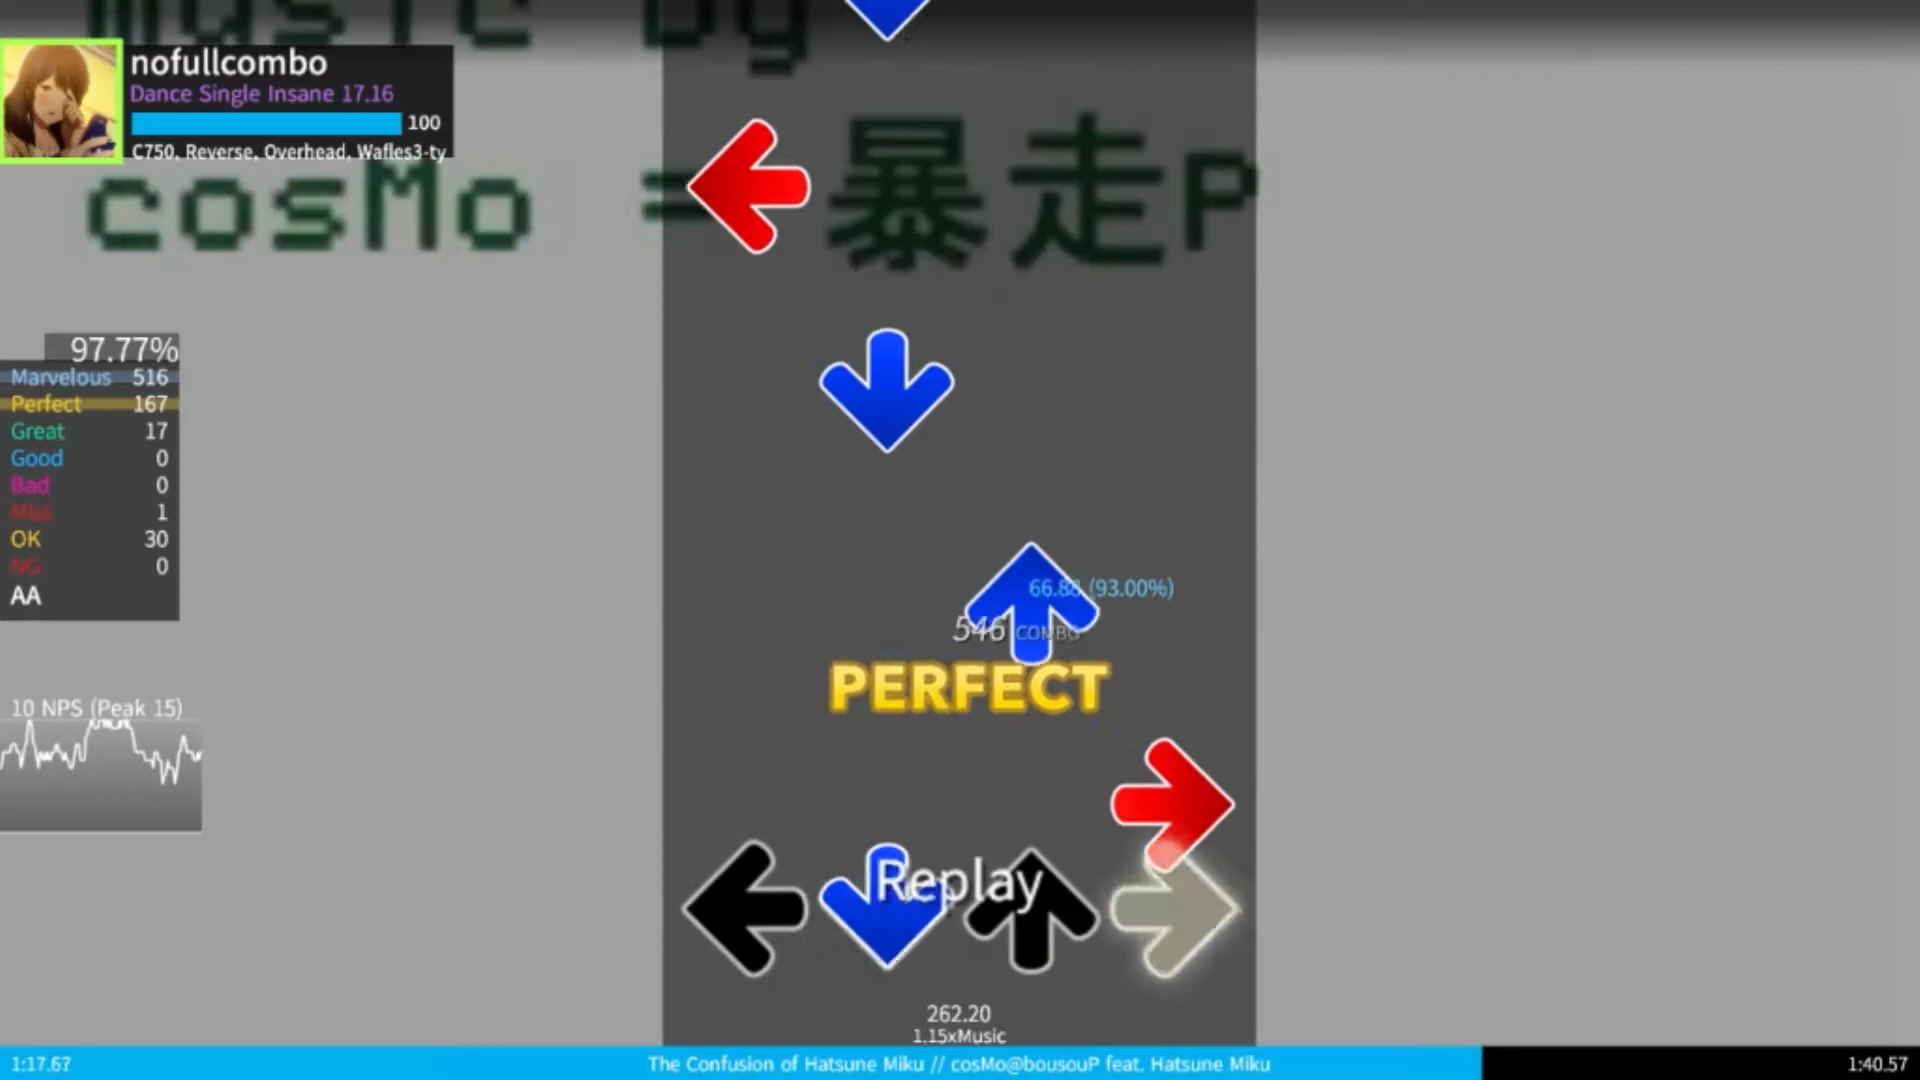 music by
nofullcombo
Dance Single Insane 17.16
100
C750, Reverse, Overhead, Wafles3-ty
cosMo = 暴走P
97.77%
Marvelous 516
Perfect 167
Great 17
Good 0
Bad 0
Miss 1
OK 30
NG 0
AA
66.88 (93.00%)
546 COMBO
PERFECT
10 NPS (Peak 15)
Replay
262.20
1.15xMusic
1:17.67
The Confusion of Hatsune Miku // cosMo@bousouP feat. Hatsune Miku
1:40.57